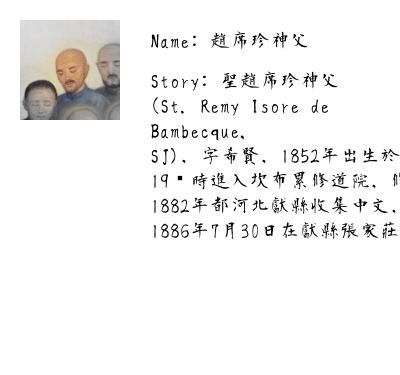 Name: 趙席珍神父
Story: 聖趙席珍神父
(St. Remy Isore de
Bambecque,
SJ), 字希賢, 1852年出生於
19 時進入坎布累修道院,
1882年都河北獻縣收集中文,
1886年7月30日在獻縣張家莊